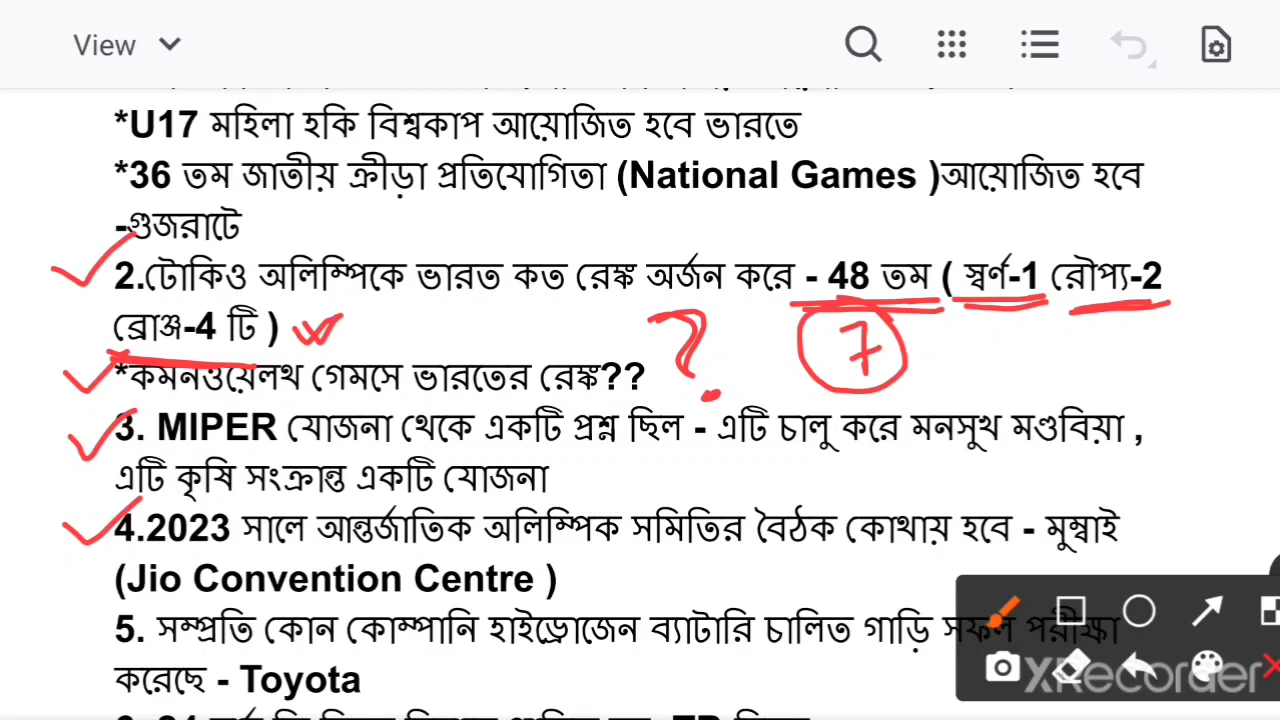 View
*U17 মহিলা হকি বিশ্বকাপ আয়োজিত হবে ভারতে
*36 তম জাতীয় ক্রীড়া প্রতিযোগিতা (National Games )আয়োজিত হবে
-গুজরাটে
2.টোকিও অলিম্পিকে ভারত কত রেঙ্ক অর্জন করে - 48 তম ( স্বর্ণ-1 রৌপ্য-2
ব্রোঞ্জ-4 টি )
?
7
*কমনওয়েলথ গেমসে ভারতের রেঙ্ক??
3. MIPER যোজনা থেকে একটি প্রশ্ন ছিল - এটি চালু করে মনসুখ মণ্ডবিয়া ,
এটি কৃষি সংক্রান্ত একটি যোজনা
4.2023 সালে আন্তর্জাতিক অলিম্পিক সমিতির বৈঠক কোথায় হবে - মুম্বাই
(Jio Convention Centre )
5. সম্প্রতি কোন কোম্পানি হাইড্রোজেন ব্যাটারি চালিত গাড়ি সফল পরীক্ষা
করেছে - Toyota
XRecorder